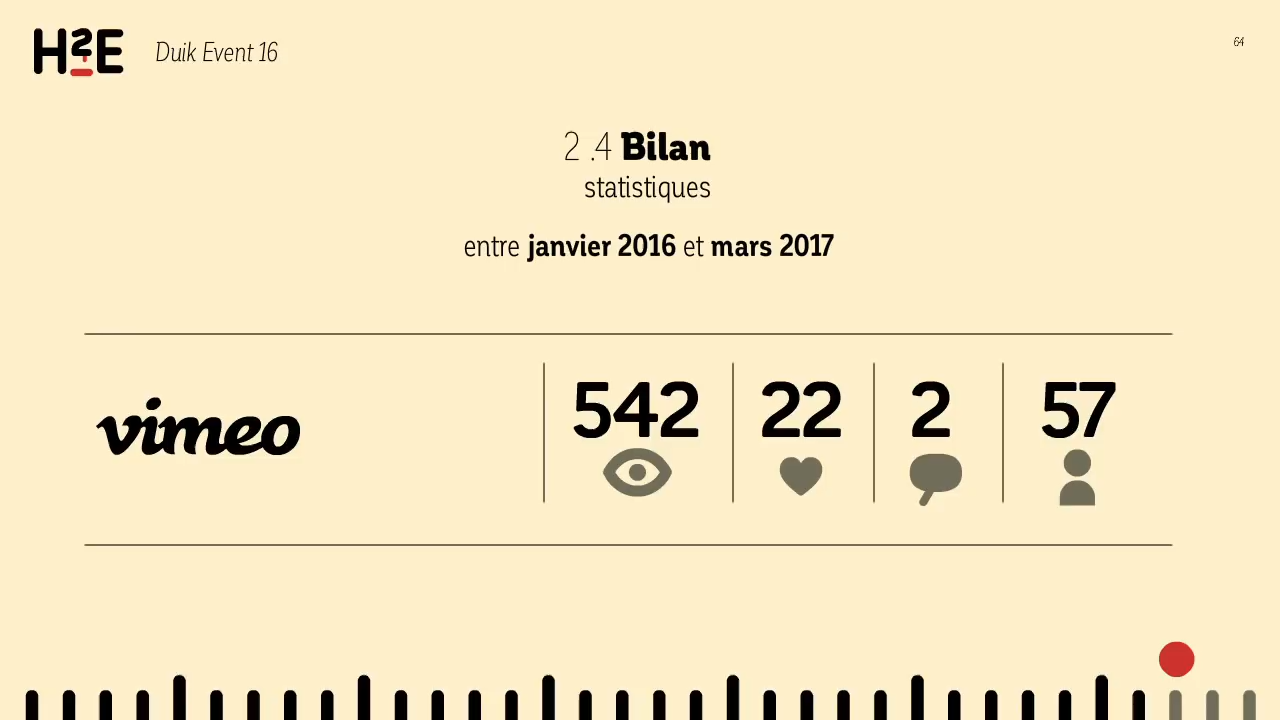 H2E
Duik Event 16
64
2 .4 Bilan
statistiques
entre janvier 2016 et mars 2017
vimeo
542
22
2
57